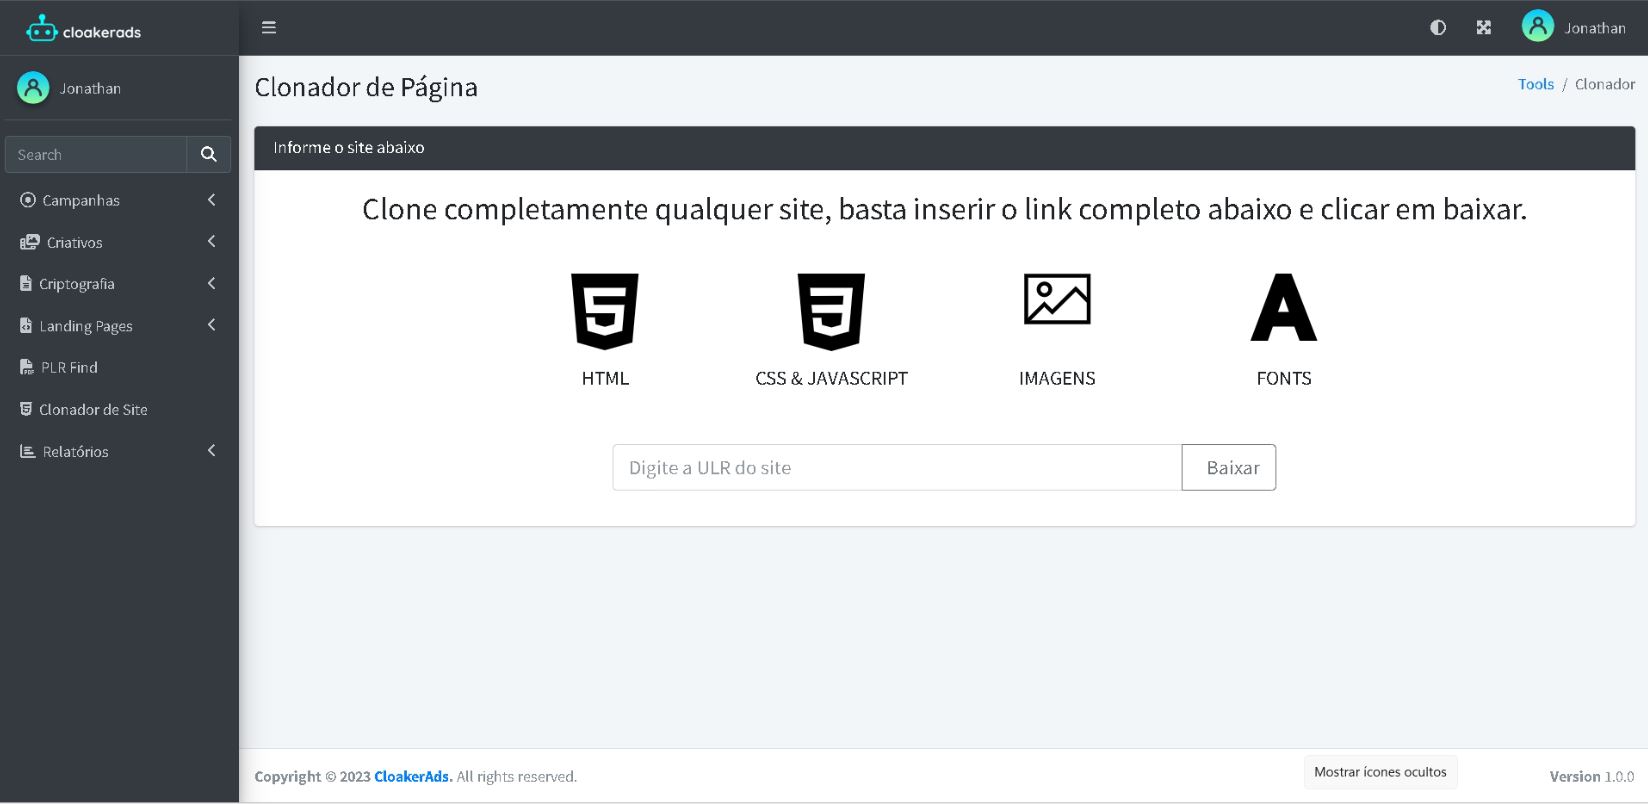 cloakerads
Jonathan
Jonathan
Search
Campanhas
Criativos
Criptografia
Landing Pages
PLR Find
Clonador de Site
Relatórios
Clonador de Página
Tools / Clonador
Informe o site abaixo
Clone completamente qualquer site, basta inserir o link completo abaixo e clicar em baixar.
HTML
CSS & JAVASCRIPT
IMAGENS
FONTS
Digite a ULR do site
Baixar
Copyright © 2023 CloakerAds. All rights reserved.
Mostrar ícones ocultos
Version 1.0.0